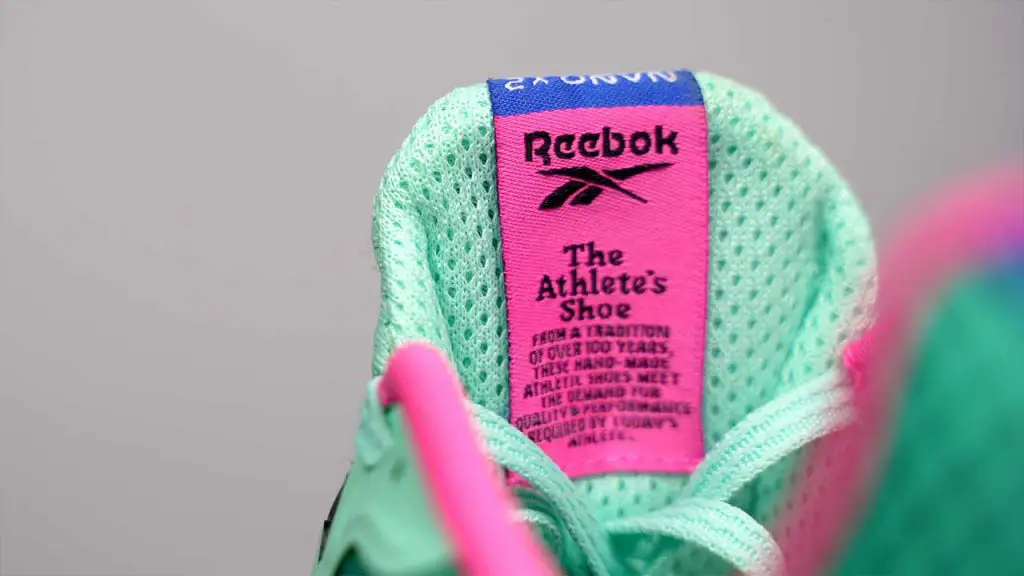 NANO X2
Reebok
The
Athlete's
Shoe
FROM A TRADITION
OF OVER 100 YEARS,
THESE HAND-MADE
ATHLETIC SHOES MEET
THE DEMAND FOR
QUALITY & PERFORMANCE
REQUIRED BY TODAY'S
ATHLETE.